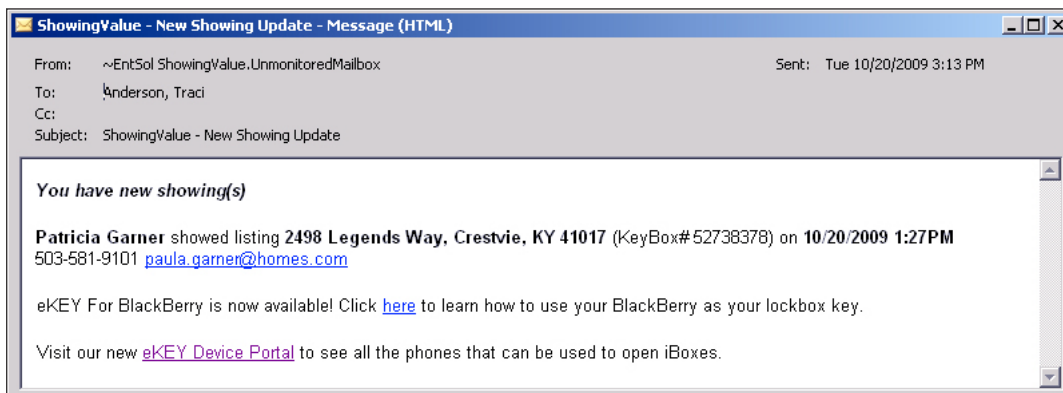 ShowingValue - New Showing Update - Message (HTML)
From: ~EntSol ShowingValue.UnmonitoredMailbox Sent: Tue 10/20/2009 3:13 PM
To: Anderson, Traci
Cc:
Subject: ShowingValue - New Showing Update
You have new showing(s)
Patricia Garner showed listing 2498 Legends Way, Crestvie, KY 41017 (KeyBox# 52738378) on 10/20/2009 1:27PM
503-581-9101 paula.garner@homes.com
eKEY For BlackBerry is now available! Click here to learn how to use your BlackBerry as your lockbox key.
Visit our new eKEY Device Portal to see all the phones that can be used to open iBoxes.